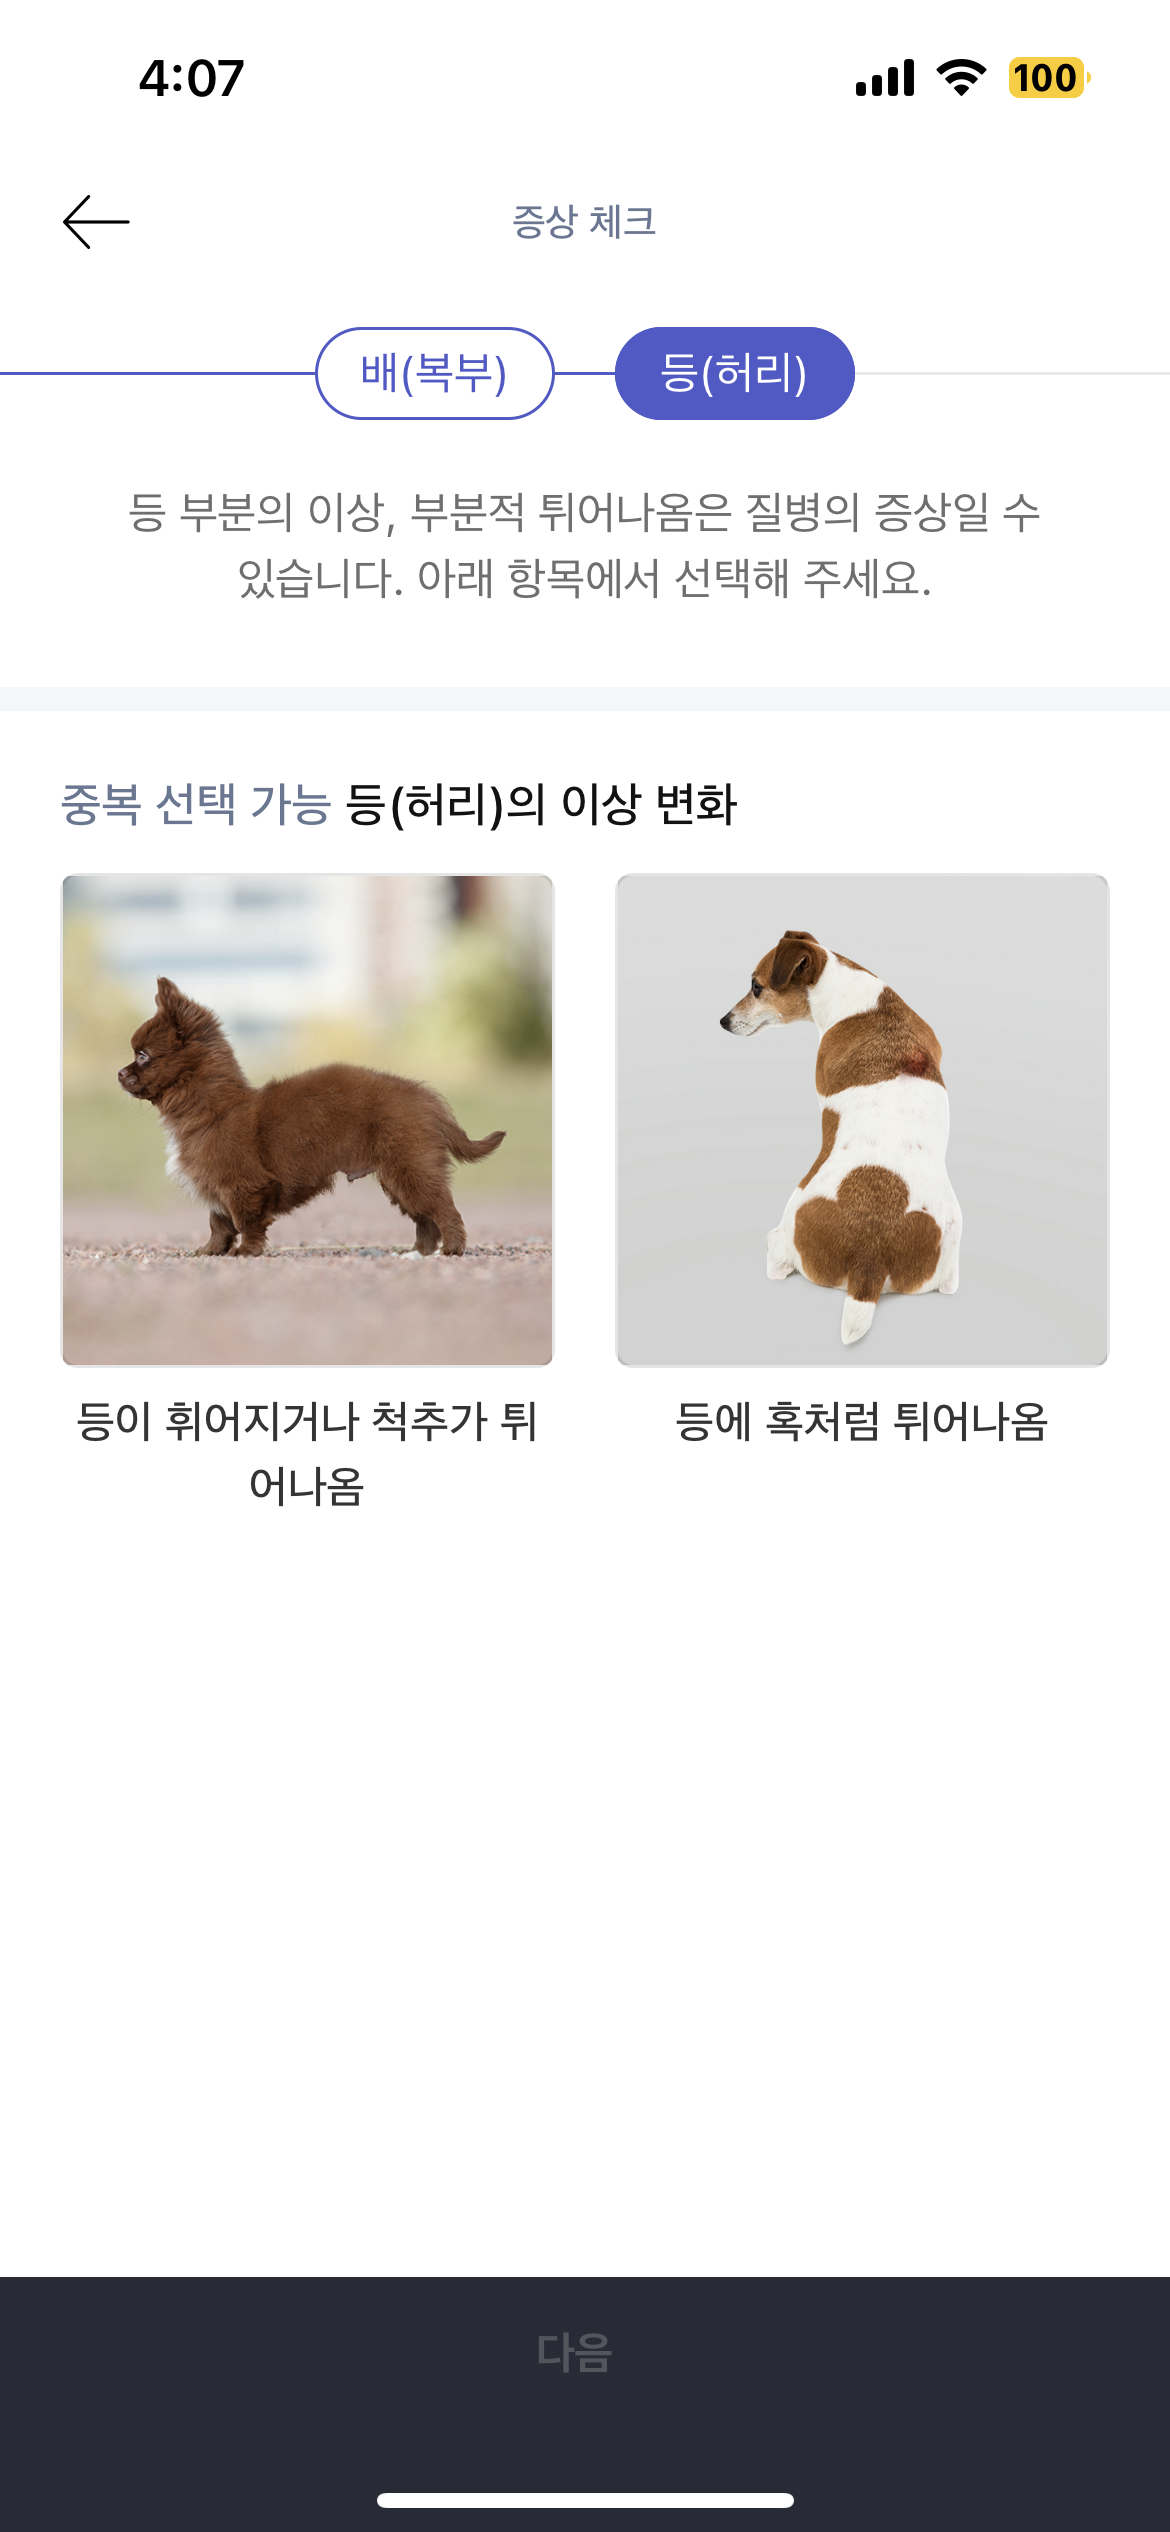 4:07
100
증상 체크
배(복부)
등(허리)
등 부분의 이상, 부분적 튀어나옴은 질병의 증상일 수
있습니다. 아래 항목에서 선택해 주세요.
중복 선택 가능 등(허리)의 이상 변화
등이 휘어지거나 척추가 튀
어나옴
등에 혹처럼 튀어나옴
다음